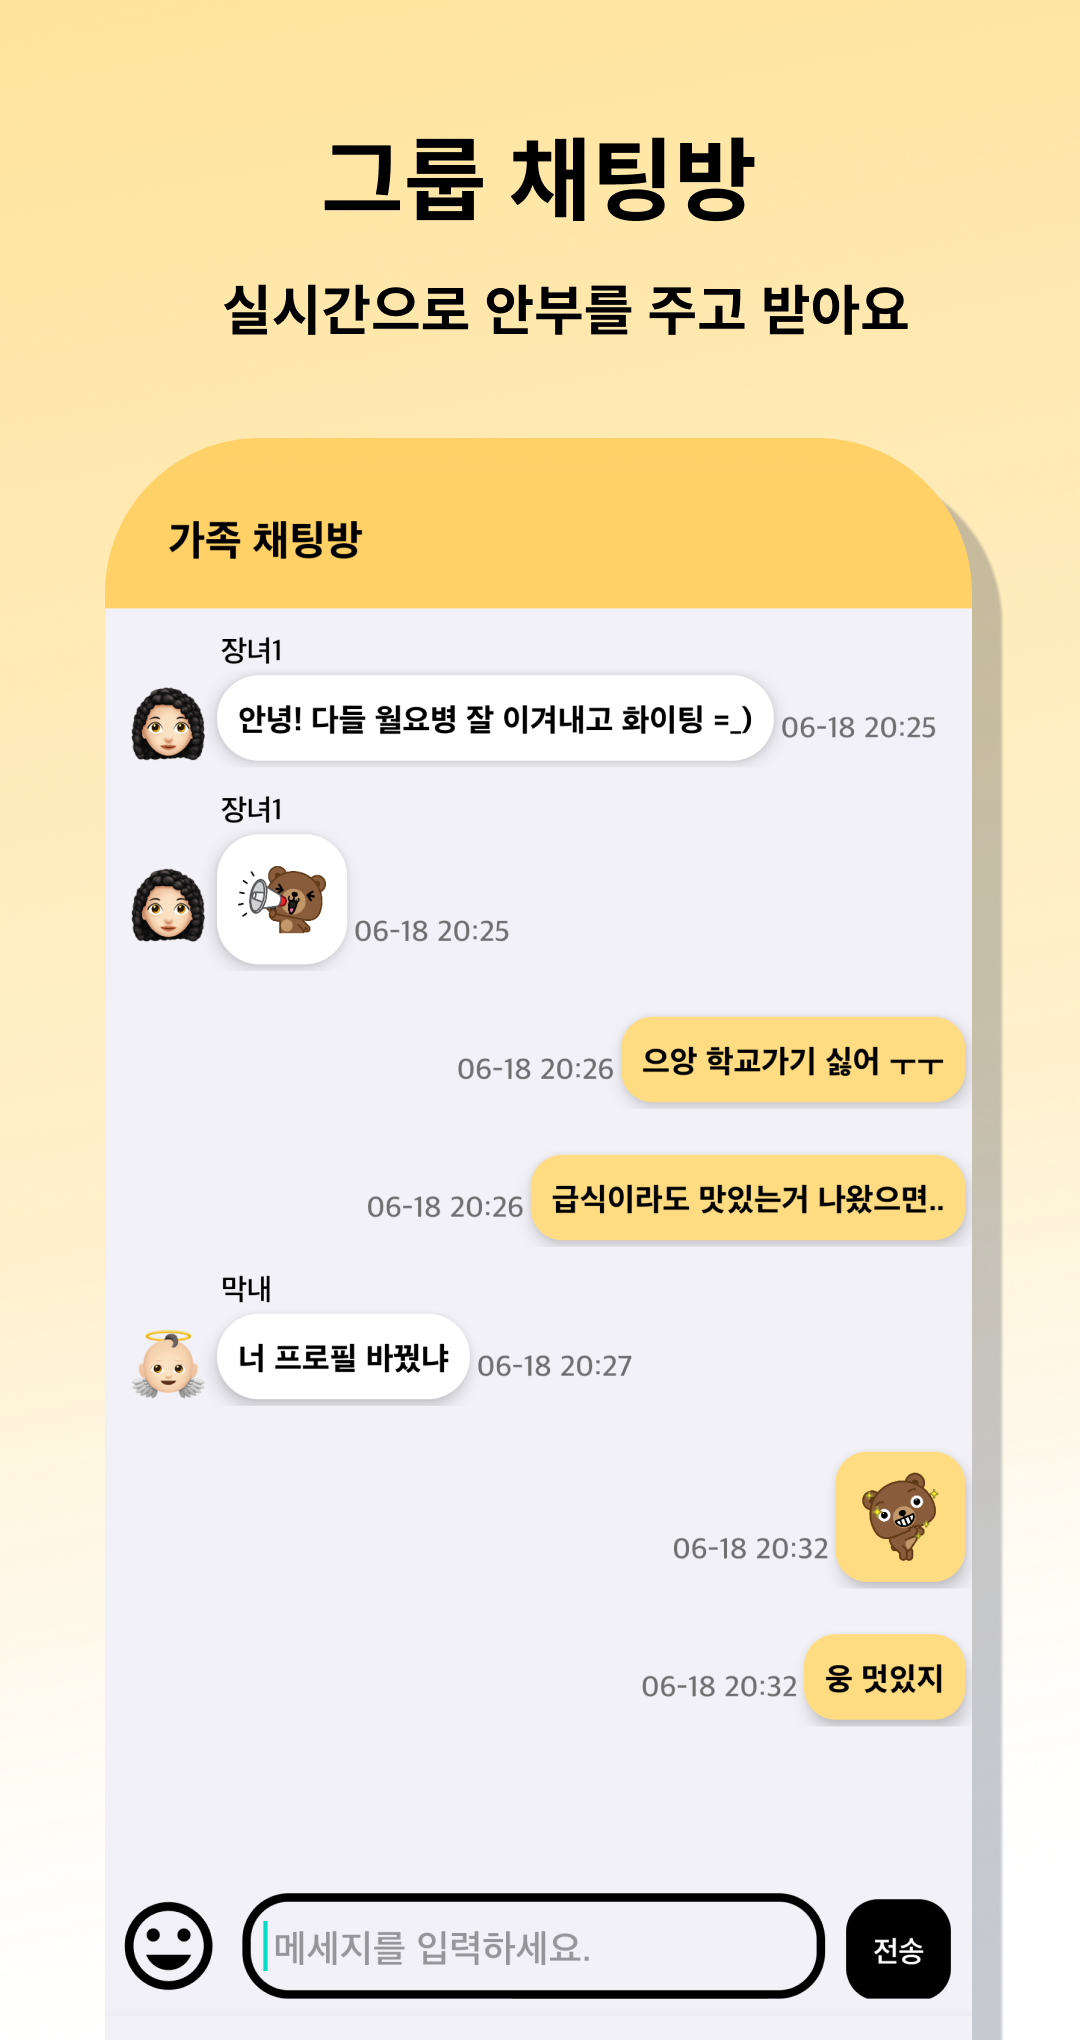 그룹 채팅방
실시간으로 안부를 주고 받아요
가족 채팅방
장녀1
안녕! 다들 월요병 잘 이겨내고 화이팅 =_)
06-18 20:25
장녀1
06-18 20:25
06-18 20:26
으앙 학교가기 싫어 ㅜㅜ
06-18 20:26
급식이라도 맛있는거 나왔으면..
막내
너 프로필 바꿨냐
06-18 20:27
06-18 20:32
06-18 20:32
웅 멋있지
메세지를 입력하세요.
전송